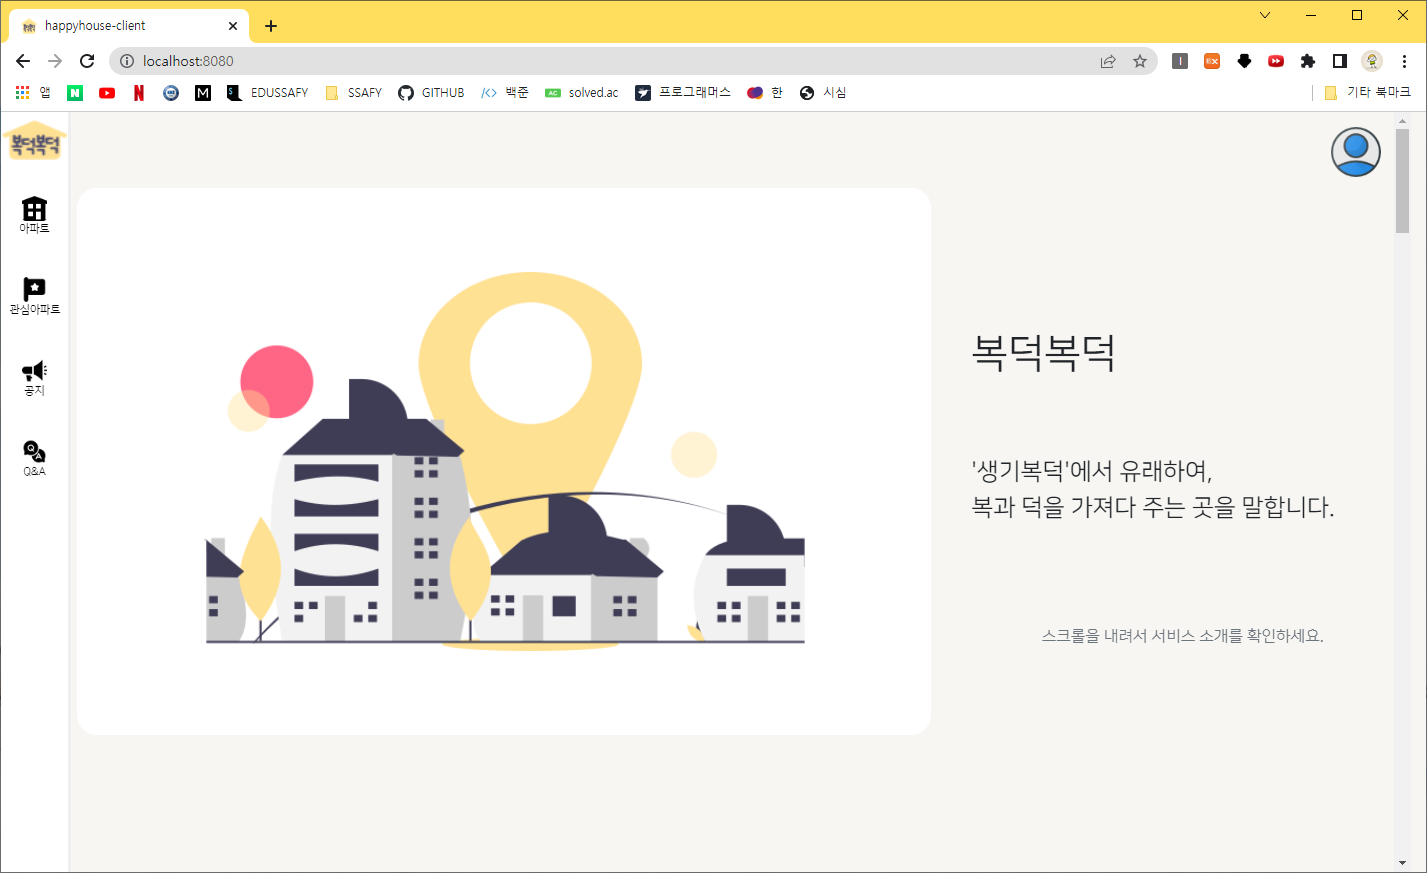 happyhouse-client
localhost:8080
앱
N
N
M
EDUSSAFY
SSAFY
GITHUB
</> 백준
AC solved.ac
프로그래머스
한
시심
기타 북마크
복덕복덕
아파트
관심아파트
공지
Q&A
복덕복덕
'생기복덕'에서 유래하여,
복과 덕을 가져다 주는 곳을 말합니다.
스크롤을 내려서 서비스 소개를 확인하세요.